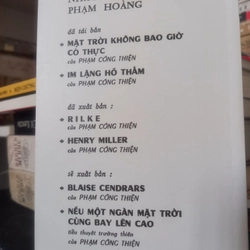 PHẠM HOÀNG
đã tái bản
+ MẶT TRỜI KHÔNG BAO GIỜ
CÓ THỰC
của PHẠM CÔNG THIỆN
+ IM LẶNG HỐ THẲM
của PHẠM CÔNG THIỆN
đã xuất bản :
+ RILKE
của PHẠM CÔNG THIỆN
+ HENRY MILLER
của PHẠM CÔNG THIỆN
sẽ xuất bản :
+ BLAISE CENDRARS
của PHẠM CÔNG THIỆN
+ NẾU MỘT NGÀN MẶT TRỜI
CÙNG BAY LÊN CAO
tiểu thuyết trường thiên
của PHẠM CÔNG THIỆN